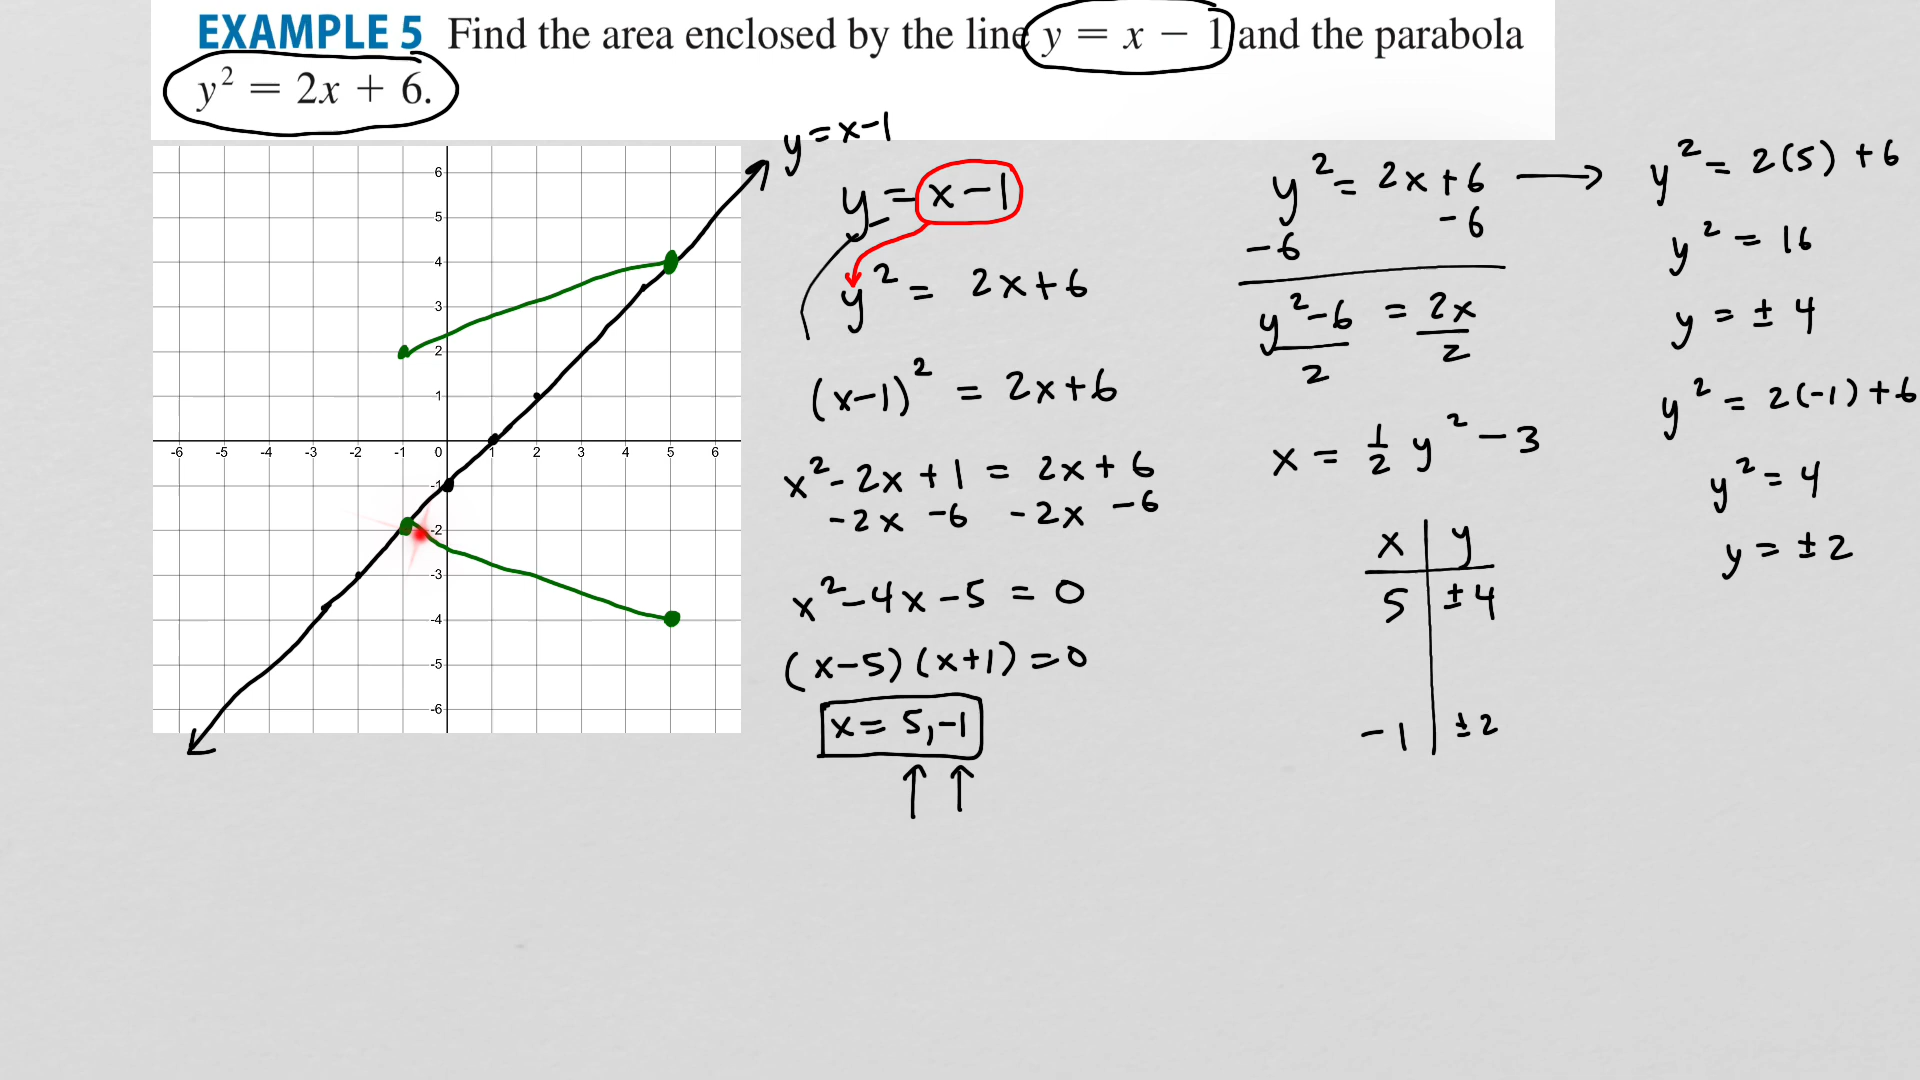 EXAMPLE 5 Find the area enclosed by the line y = x − 1 and the parabola
y² = 2x + 6.
y=x-1
6
5
4
3
2
1
-6 -5 -4 -3 -2 -1 0 1 2 3 4 5 6
-1
-2
-3
-4
-5
-6
y = x-1
y² = 2x+6
(x-1)² = 2x+6
x²-2x+1 = 2x+6
-2x -6 -2x -6
x²-4x-5 = 0
(x-5)(x+1)=0
x= 5,-1
y² = 2x+6
-6
-6
y²-6 = 2x
2 2
x = 1/2 y² - 3
x y
5 ±4
-1 ±2
y² = 2(5)+6
y² = 16
y = ± 4
y² = 2(-1)+6
y² = 4
y = ±2